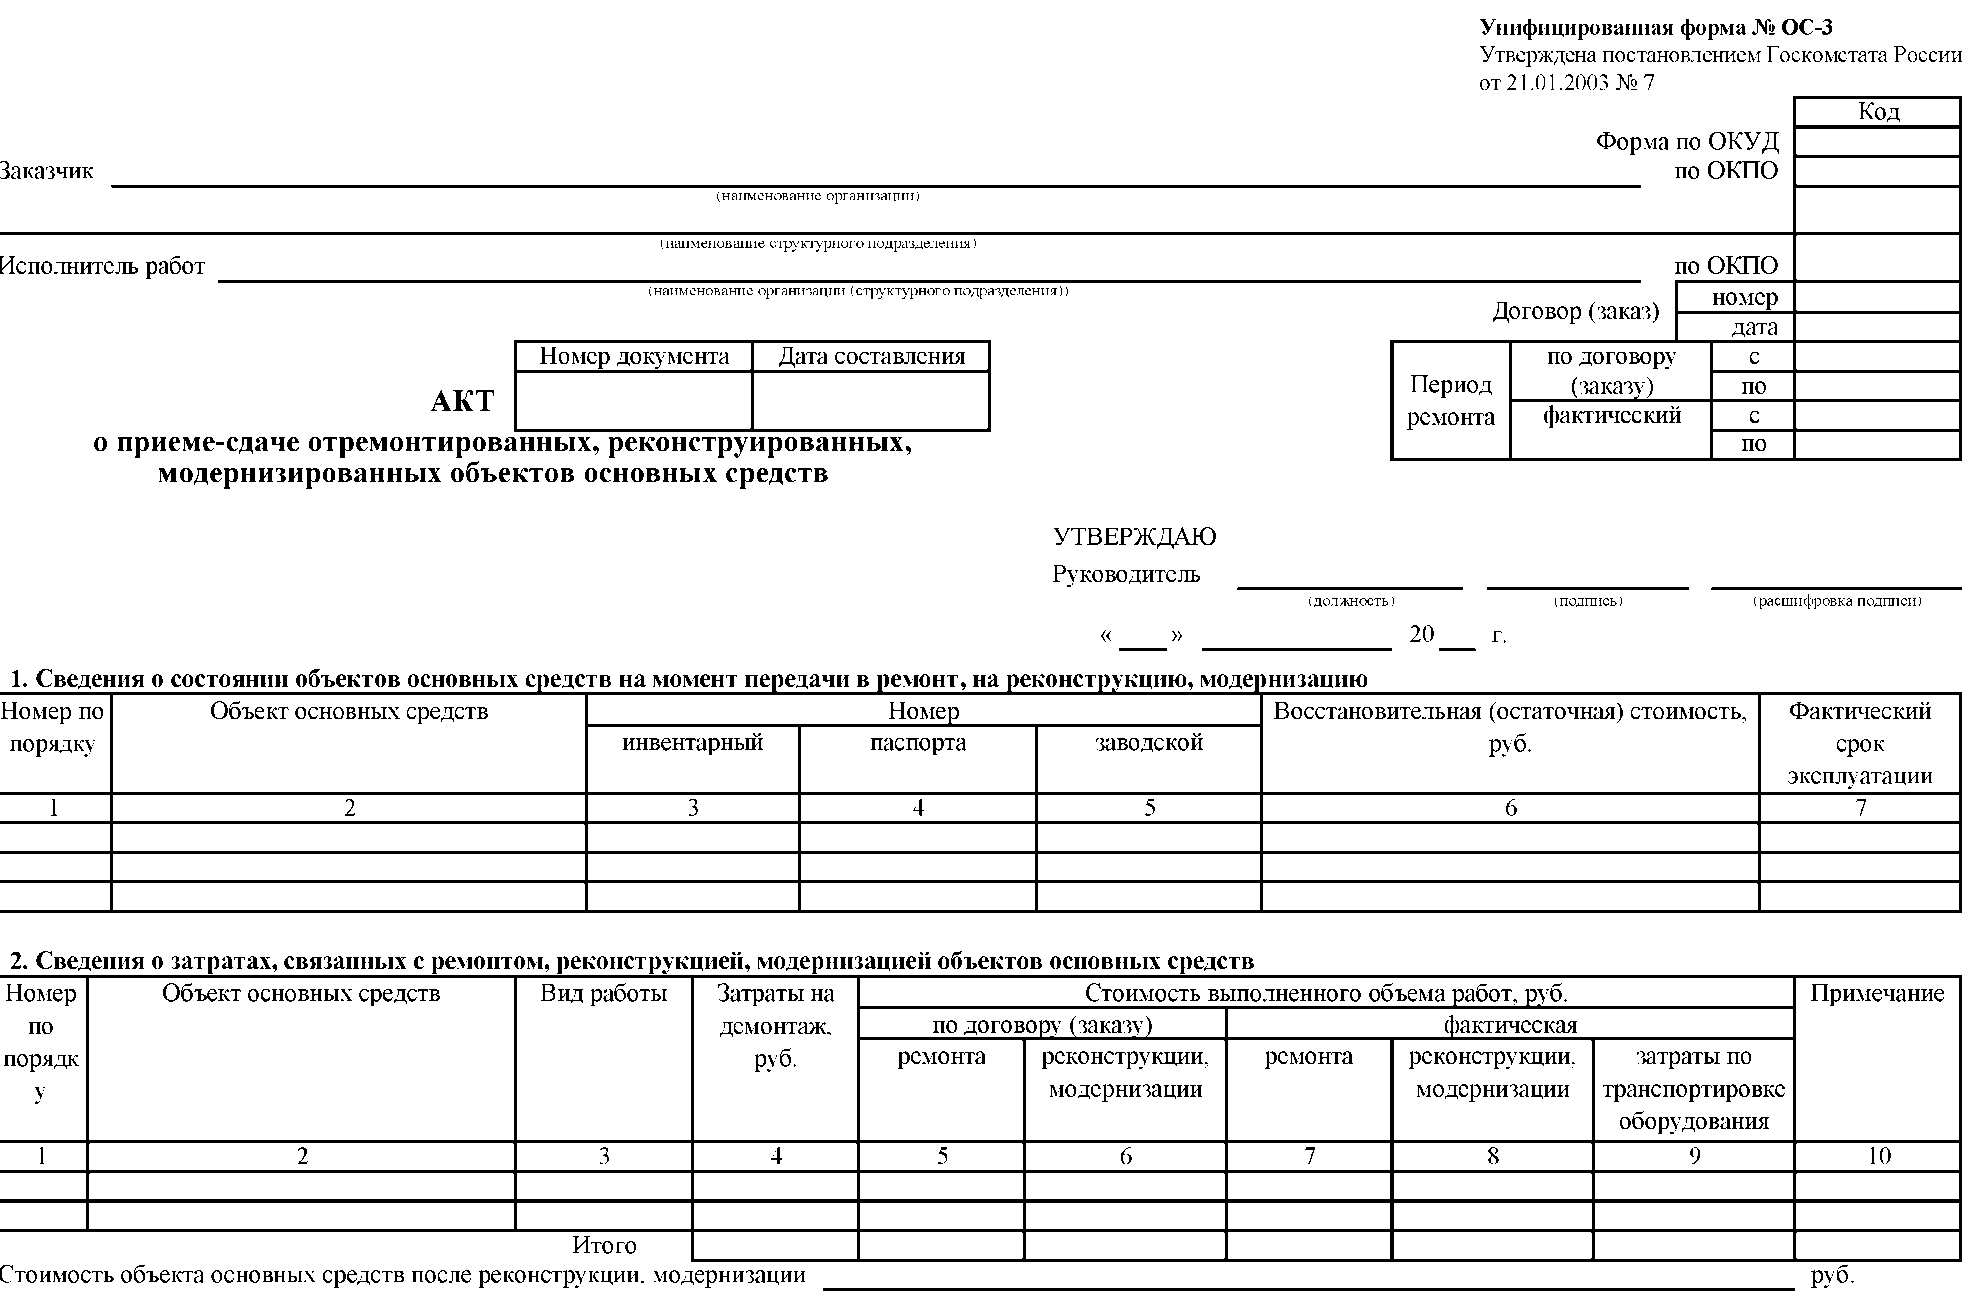 Унифицированная форма № ОС-3
Утверждена постановлением Госкомстата России
от 21.01.2003 № 7
Код
Форма по ОКУД
Заказчик по ОКПО
(наименование организации)
(наименование структурного подразделения)
Исполнитель работ по ОКПО
(наименование организации (структурного подразделения))
Договор (заказ) номер
дата
Номер документа Дата составления
Период ремонта по договору (заказу) с
по
фактический с
по
АКТ
о приеме-сдаче отремонтированных, реконструированных,
модернизированных объектов основных средств
УТВЕРЖДАЮ
Руководитель
(должность) (подпись) (расшифровка подписи)
« » 20 г.
1. Сведения о состоянии объектов основных средств на момент передачи в ремонт, на реконструкцию, модернизацию
Номер по порядку Объект основных средств Номер Восстановительная (остаточная) стоимость, руб. Фактический срок эксплуатации
инвентарный паспорта заводской
1 2 3 4 5 6 7
2. Сведения о затратах, связанных с ремонтом, реконструкцией, модернизацией объектов основных средств
Номер по порядку Объект основных средств Вид работы Затраты на демонтаж, руб. Стоимость выполненного объема работ, руб. Примечание
по договору (заказу) фактическая
ремонта реконструкции, модернизации ремонта реконструкции, модернизации затраты по транспортировке оборудования
1 2 3 4 5 6 7 8 9 10
Итого
Стоимость объекта основных средств после реконструкции, модернизации руб.